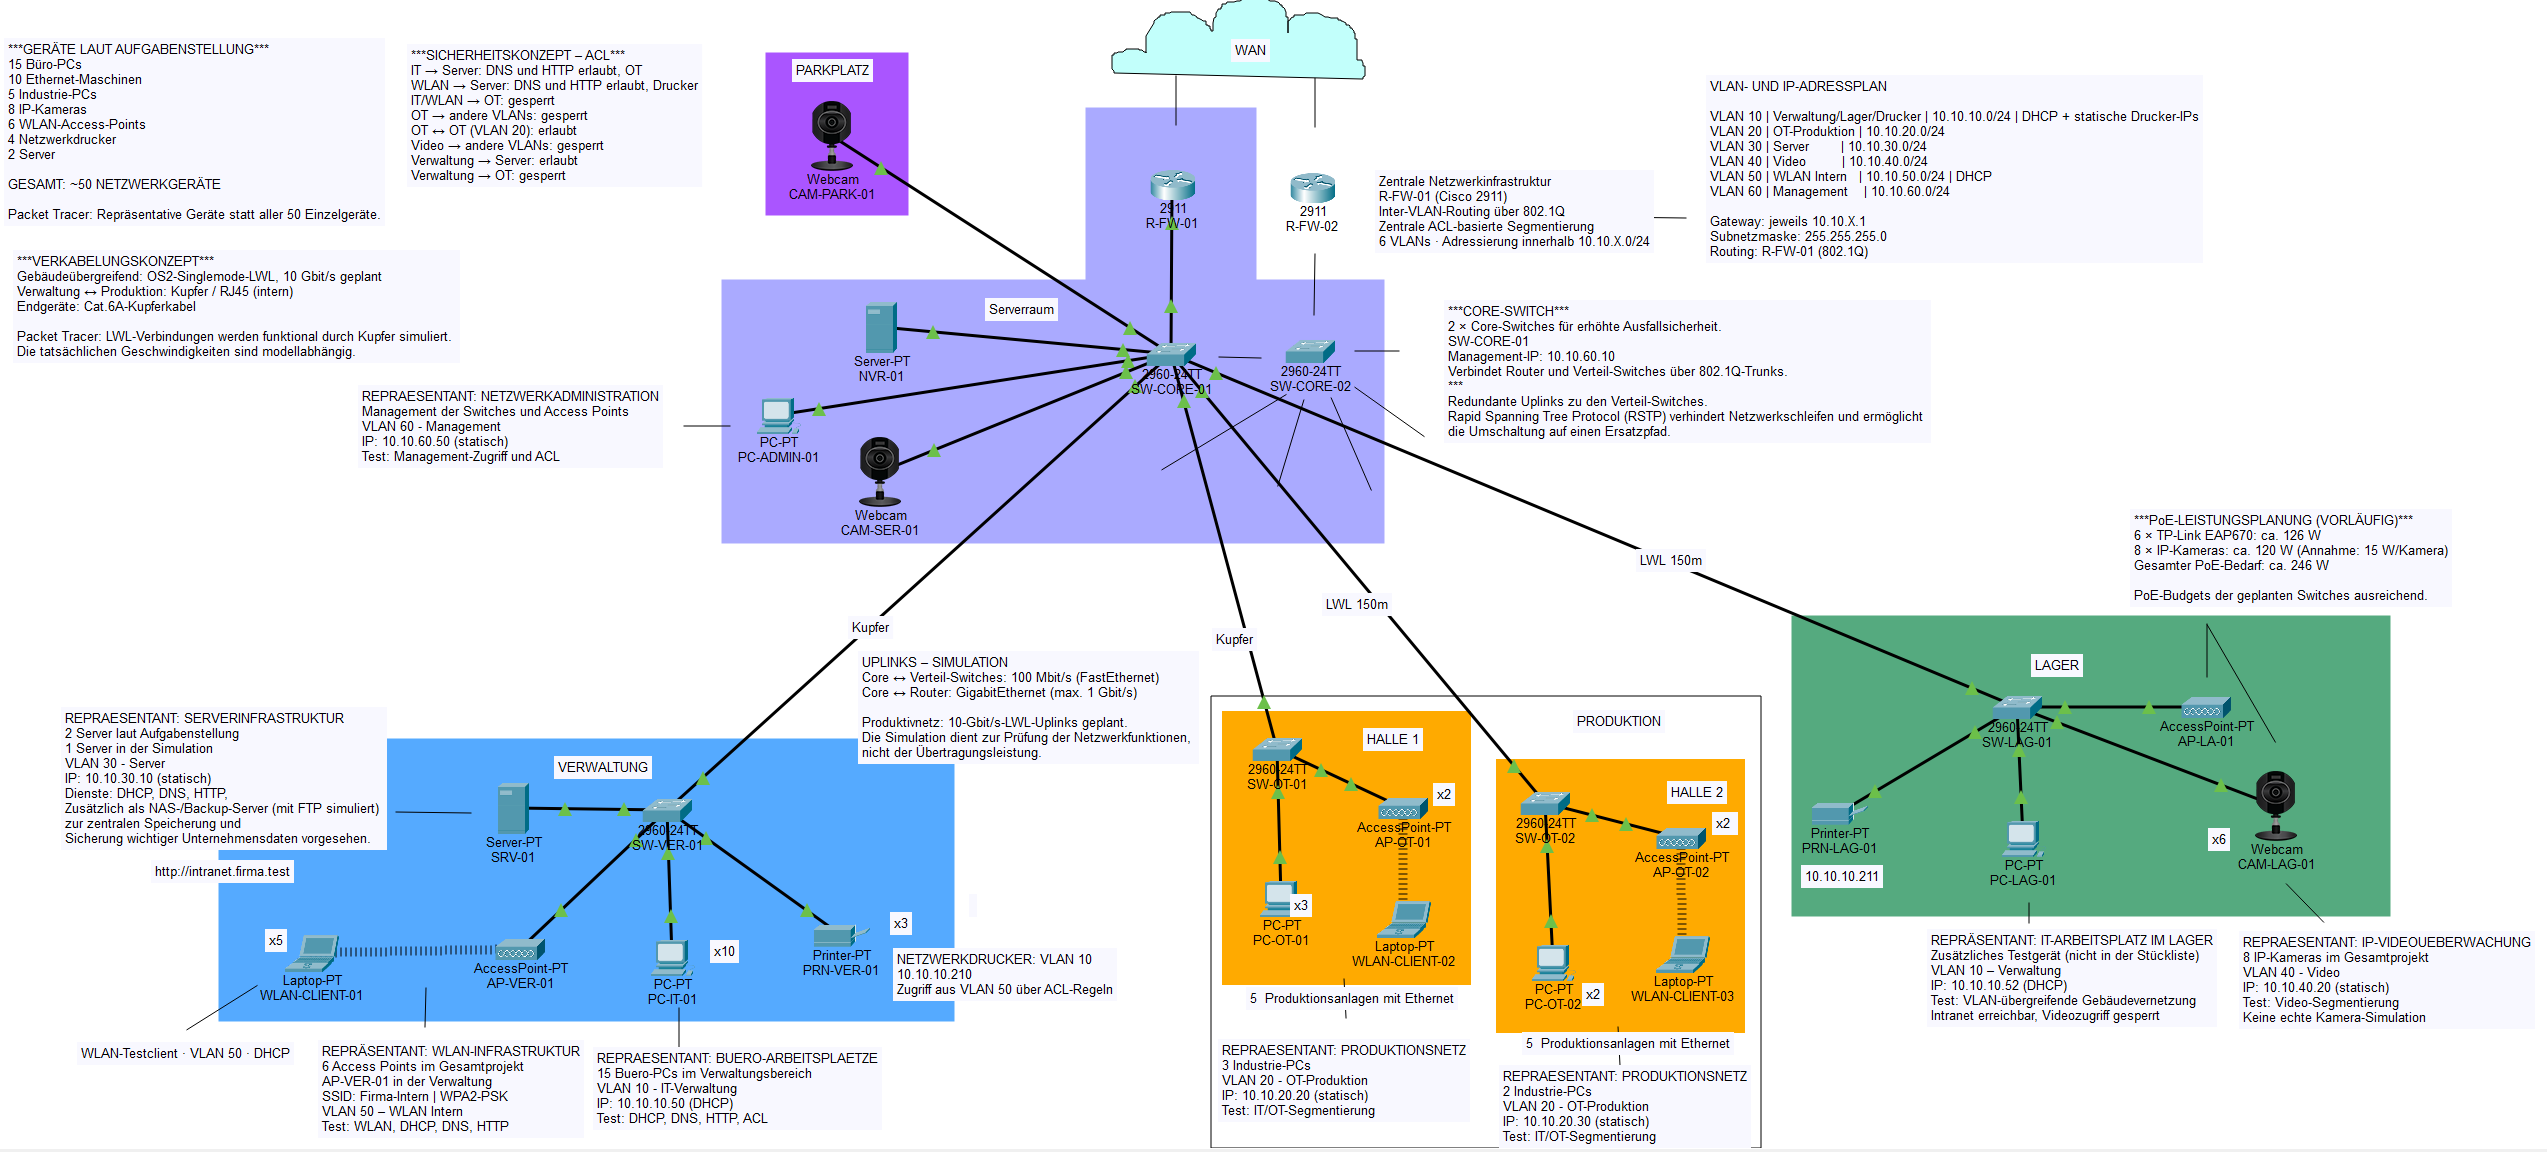 ***GERÄTE LAUT AUFGABENSTELLUNG***
15 Büro-PCs
10 Ethernet-Maschinen
5 Industrie-PCs
8 IP-Kameras
6 WLAN-Access-Points
4 Netzwerkdrucker
2 Server
GESAMT: ~50 NETZWERKGERÄTE
Packet Tracer: Repräsentative Geräte statt aller 50 Einzelgeräte.
***SICHERHEITSKONZEPT – ACL***
IT → Server: DNS und HTTP erlaubt, OT
WLAN → Server: DNS und HTTP erlaubt, Drucker
IT/WLAN → OT: gesperrt
OT → andere VLANs: gesperrt
OT ↔ OT (VLAN 20): erlaubt
Video → andere VLANs: gesperrt
Verwaltung → Server: erlaubt
Verwaltung → OT: gesperrt
PARKPLATZ
Webcam
CAM-PARK-01
WAN
2911
R-FW-01
2911
R-FW-02
Zentrale Netzwerkinfrastruktur
R-FW-01 (Cisco 2911)
Inter-VLAN-Routing über 802.1Q
Zentrale ACL-basierte Segmentierung
6 VLANs · Adressierung innerhalb 10.10.X.0/24
VLAN- UND IP-ADRESSPLAN
VLAN 10 | Verwaltung/Lager/Drucker | 10.10.10.0/24 | DHCP + statische Drucker-IPs
VLAN 20 | OT-Produktion | 10.10.20.0/24
VLAN 30 | Server | 10.10.30.0/24
VLAN 40 | Video | 10.10.40.0/24
VLAN 50 | WLAN Intern | 10.10.50.0/24 | DHCP
VLAN 60 | Management | 10.10.60.0/24
Gateway: jeweils 10.10.X.1
Subnetzmaske: 255.255.255.0
Routing: R-FW-01 (802.1Q)
***VERKABELUNGSKONZEPT***
Gebäudeübergreifend: OS2-Singlemode-LWL, 10 Gbit/s geplant
Verwaltung ↔ Produktion: Kupfer / RJ45 (intern)
Endgeräte: Cat.6A-Kupferkabel
Packet Tracer: LWL-Verbindungen werden funktional durch Kupfer simuliert.
Die tatsächlichen Geschwindigkeiten sind modellabhängig.
Serverraum
Server-PT
NVR-01
2960-24TT
SW-CORE-01
2960-24TT
SW-CORE-02
PC-PT
PC-ADMIN-01
Webcam
CAM-SER-01
***CORE-SWITCH***
2 × Core-Switches für erhöhte Ausfallsicherheit.
SW-CORE-01
Management-IP: 10.10.60.10
Verbindet Router und Verteil-Switches über 802.1Q-Trunks.
***
Redundante Uplinks zu den Verteil-Switches.
Rapid Spanning Tree Protocol (RSTP) verhindert Netzwerkschleifen und ermöglicht
die Umschaltung auf einen Ersatzpfad.
REPRAESENTANT: NETZWERKADMINISTRATION
Management der Switches und Access Points
VLAN 60 - Management
IP: 10.10.60.50 (statisch)
Test: Management-Zugriff und ACL
***PoE-LEISTUNGSPLANUNG (VORLÄUFIG)***
6 × TP-Link EAP670: ca. 126 W
8 × IP-Kameras: ca. 120 W (Annahme: 15 W/Kamera)
Gesamter PoE-Bedarf: ca. 246 W
PoE-Budgets der geplanten Switches ausreichend.
LWL 150m
LWL 150m
Kupfer
Kupfer
UPLINKS – SIMULATION
Core ↔ Verteil-Switches: 100 Mbit/s (FastEthernet)
Core ↔ Router: GigabitEthernet (max. 1 Gbit/s)
Produktivnetz: 10-Gbit/s-LWL-Uplinks geplant.
Die Simulation dient zur Prüfung der Netzwerkfunktionen,
nicht der Übertragungsleistung.
REPRAESENTANT: SERVERINFRASTRUKTUR
2 Server laut Aufgabenstellung
1 Server in der Simulation
VLAN 30 - Server
IP: 10.10.30.10 (statisch)
Dienste: DHCP, DNS, HTTP,
Zusätzlich als NAS-/Backup-Server (mit FTP simuliert)
zur zentralen Speicherung und
Sicherung wichtiger Unternehmensdaten vorgesehen.
http://intranet.firma.test
VERWALTUNG
Server-PT
SRV-01
2960-24TT
SW-VER-01
x5
Laptop-PT
WLAN-CLIENT-01
AccessPoint-PT
AP-VER-01
x10
PC-PT
PC-IT-01
x3
Printer-PT
PRN-VER-01
NETZWERKDRUCKER: VLAN 10
10.10.10.210
Zugriff aus VLAN 50 über ACL-Regeln
WLAN-Testclient · VLAN 50 · DHCP
REPRÄSENTANT: WLAN-INFRASTRUKTUR
6 Access Points im Gesamtprojekt
AP-VER-01 in der Verwaltung
SSID: Firma-Intern | WPA2-PSK
VLAN 50 – WLAN Intern
Test: WLAN, DHCP, DNS, HTTP
REPRAESENTANT: BUERO-ARBEITSPLAETZE
15 Buero-PCs im Verwaltungsbereich
VLAN 10 - IT-Verwaltung
IP: 10.10.10.50 (DHCP)
Test: DHCP, DNS, HTTP, ACL
PRODUKTION
HALLE 1
2960-24TT
SW-OT-01
x2
AccessPoint-PT
AP-OT-01
x3
PC-PT
PC-OT-01
Laptop-PT
WLAN-CLIENT-02
5 Produktionsanlagen mit Ethernet
REPRAESENTANT: PRODUKTIONSNETZ
3 Industrie-PCs
VLAN 20 - OT-Produktion
IP: 10.10.20.20 (statisch)
Test: IT/OT-Segmentierung
HALLE 2
2960-24TT
SW-OT-02
x2
AccessPoint-PT
AP-OT-02
PC-PT
PC-OT-02
x2
Laptop-PT
WLAN-CLIENT-03
5 Produktionsanlagen mit Ethernet
REPRAESENTANT: PRODUKTIONSNETZ
2 Industrie-PCs
VLAN 20 - OT-Produktion
IP: 10.10.20.30 (statisch)
Test: IT/OT-Segmentierung
LAGER
2960-24TT
SW-LAG-01
AccessPoint-PT
AP-LA-01
Printer-PT
PRN-LAG-01
10.10.10.211
PC-PT
PC-LAG-01
x6
Webcam
CAM-LAG-01
REPRÄSENTANT: IT-ARBEITSPLATZ IM LAGER
Zusätzliches Testgerät (nicht in der Stückliste)
VLAN 10 – Verwaltung
IP: 10.10.10.52 (DHCP)
Test: VLAN-übergreifende Gebäudevernetzung
Intranet erreichbar, Videozugriff gesperrt
REPRAESENTANT: IP-VIDEOUEBERWACHUNG
8 IP-Kameras im Gesamtprojekt
VLAN 40 - Video
IP: 10.10.40.20 (statisch)
Test: Video-Segmentierung
Keine echte Kamera-Simulation